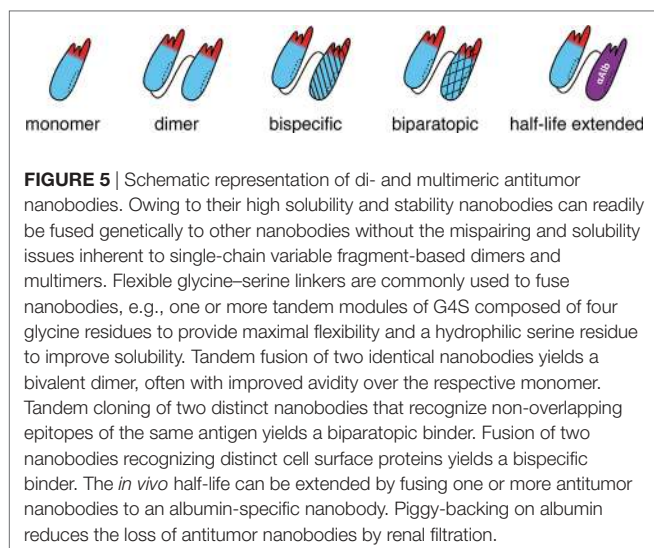 αAlb
monomer dimer bispecific biparatopic half-life extended
FIGURE 5 | Schematic representation of di- and multimeric antitumor
nanobodies. Owing to their high solubility and stability nanobodies can readily
be fused genetically to other nanobodies without the mispairing and solubility
issues inherent to single-chain variable fragment-based dimers and
multimers. Flexible glycine–serine linkers are commonly used to fuse
nanobodies, e.g., one or more tandem modules of G4S composed of four
glycine residues to provide maximal flexibility and a hydrophilic serine residue
to improve solubility. Tandem fusion of two identical nanobodies yields a
bivalent dimer, often with improved avidity over the respective monomer.
Tandem cloning of two distinct nanobodies that recognize non-overlapping
epitopes of the same antigen yields a biparatopic binder. Fusion of two
nanobodies recognizing distinct cell surface proteins yields a bispecific
binder. The in vivo half-life can be extended by fusing one or more antitumor
nanobodies to an albumin-specific nanobody. Piggy-backing on albumin
reduces the loss of antitumor nanobodies by renal filtration.